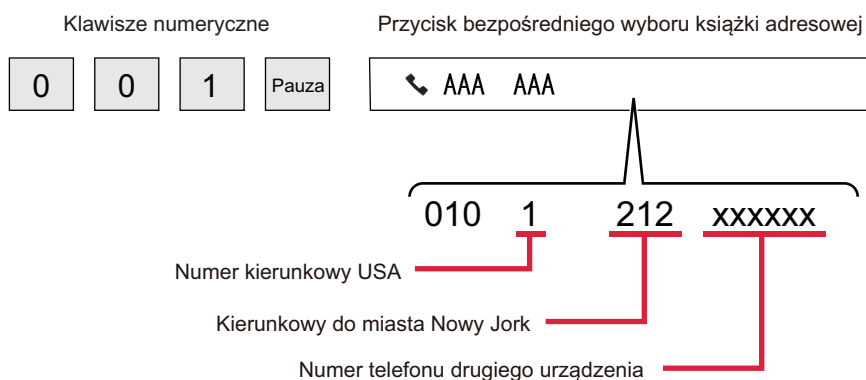 Klawisze numeryczne Przycisk bezpośredniego wyboru książki adresowej
0 0 1 Pauza AAA AAA
010 1 212 xxxxxx
Numer kierunkowy USA
Kierunkowy do miasta Nowy Jork
Numer telefonu drugiego urządzenia